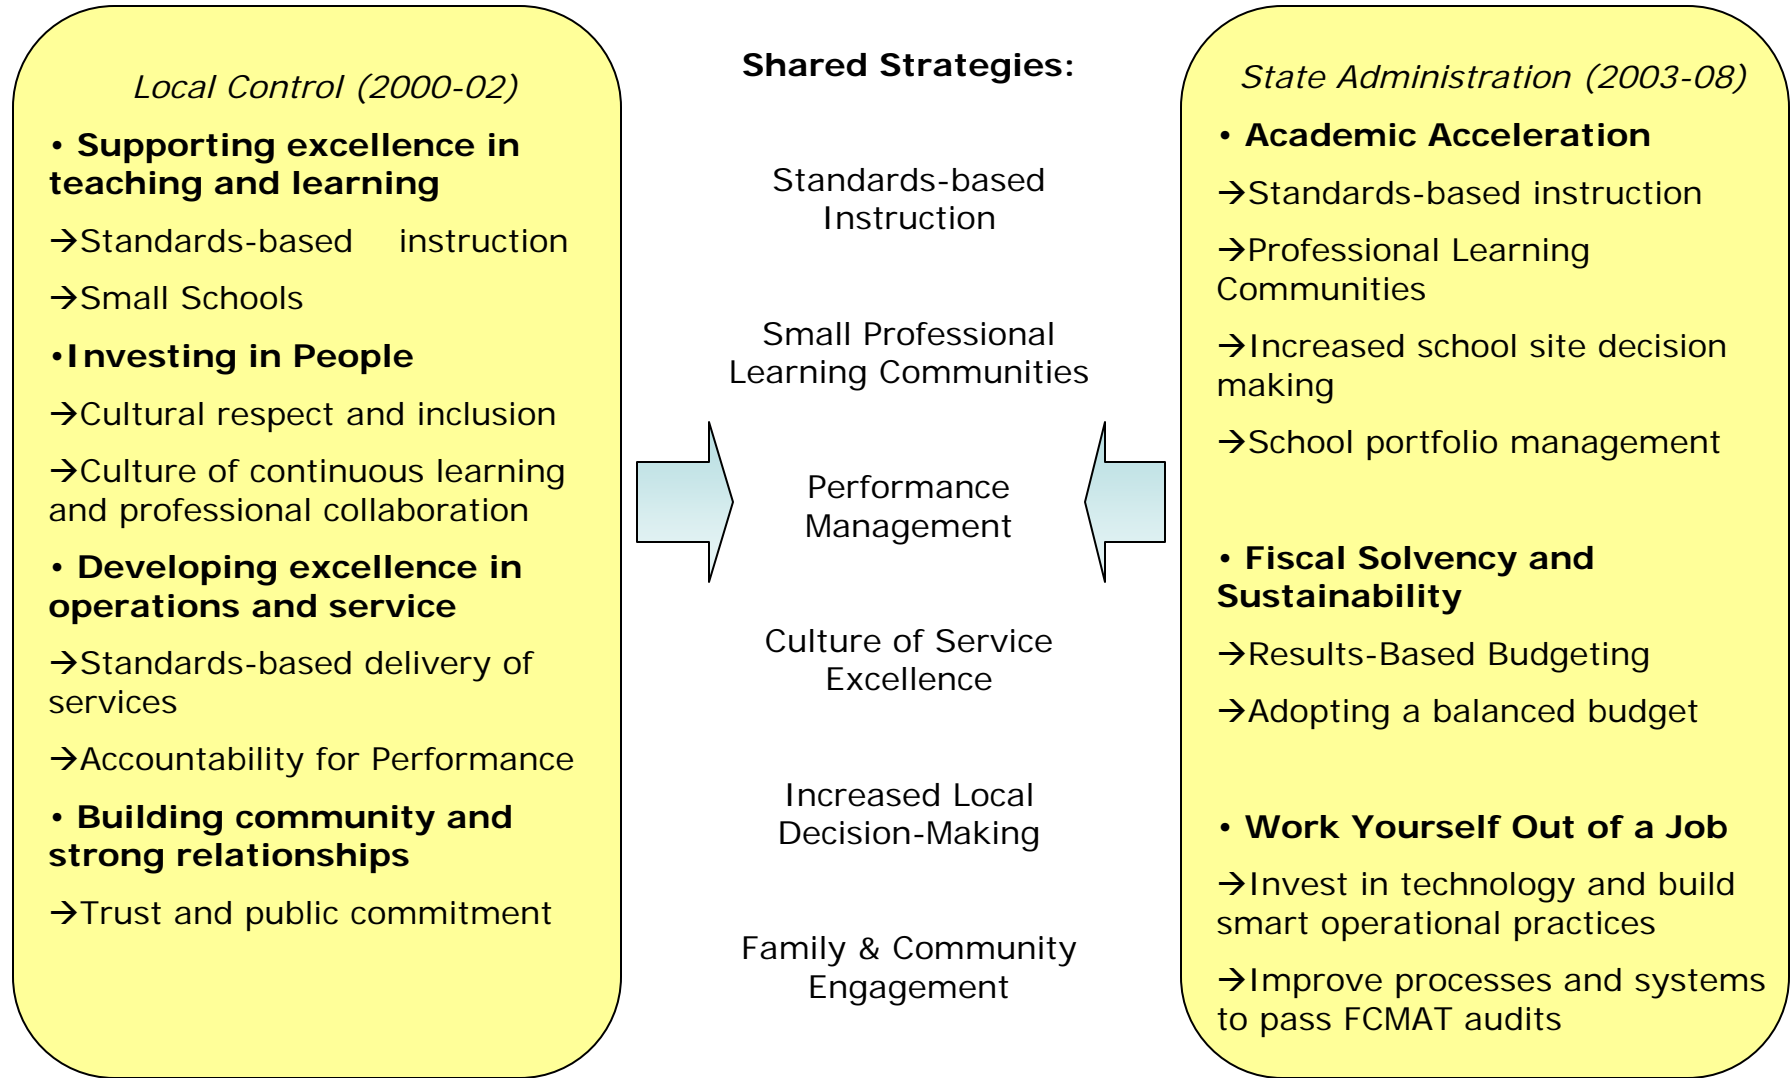 Local Control (2000-02)
• Supporting excellence in
teaching and learning
→Standards-based instruction
→Small Schools
•Investing in People
→Cultural respect and inclusion
→Culture of continuous learning
and professional collaboration
• Developing excellence in
operations and service
→Standards-based delivery of
services
→Accountability for Performance
• Building community and
strong relationships
→Trust and public commitment
Shared Strategies:
Standards-based
Instruction
Small Professional
Learning Communities
Performance
Management
Culture of Service
Excellence
Increased Local
Decision-Making
Family & Community
Engagement
State Administration (2003-08)
• Academic Acceleration
→Standards-based instruction
→Professional Learning
Communities
→Increased school site decision
making
→School portfolio management
• Fiscal Solvency and
Sustainability
→Results-Based Budgeting
→Adopting a balanced budget
• Work Yourself Out of a Job
→Invest in technology and build
smart operational practices
→Improve processes and systems
to pass FCMAT audits